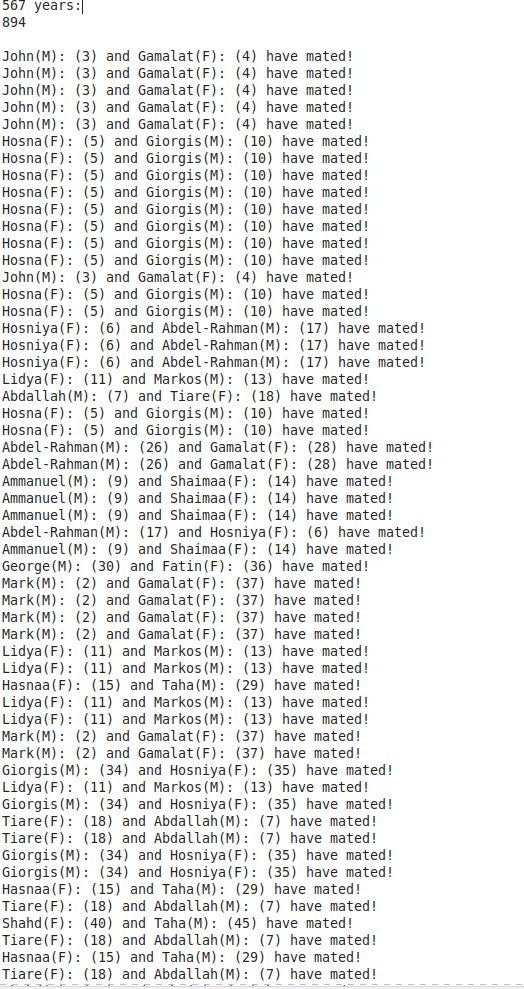 567 years:
894
John(M): (3) and Gamalat(F): (4) have mated!
John(M): (3) and Gamalat(F): (4) have mated!
John(M): (3) and Gamalat(F): (4) have mated!
John(M): (3) and Gamalat(F): (4) have mated!
John(M): (3) and Gamalat(F): (4) have mated!
Hosna(F): (5) and Giorgis(M): (10) have mated!
Hosna(F): (5) and Giorgis(M): (10) have mated!
Hosna(F): (5) and Giorgis(M): (10) have mated!
Hosna(F): (5) and Giorgis(M): (10) have mated!
Hosna(F): (5) and Giorgis(M): (10) have mated!
Hosna(F): (5) and Giorgis(M): (10) have mated!
Hosna(F): (5) and Giorgis(M): (10) have mated!
Hosna(F): (5) and Giorgis(M): (10) have mated!
John(M): (3) and Gamalat(F): (4) have mated!
Hosna(F): (5) and Giorgis(M): (10) have mated!
Hosna(F): (5) and Giorgis(M): (10) have mated!
Hosniya(F): (6) and Abdel-Rahman(M): (17) have mated!
Hosniya(F): (6) and Abdel-Rahman(M): (17) have mated!
Hosniya(F): (6) and Abdel-Rahman(M): (17) have mated!
Lidya(F): (11) and Markos(M): (13) have mated!
Abdallah(M): (7) and Tiare(F): (18) have mated!
Hosna(F): (5) and Giorgis(M): (10) have mated!
Hosna(F): (5) and Giorgis(M): (10) have mated!
Abdel-Rahman(M): (26) and Gamalat(F): (28) have mated!
Abdel-Rahman(M): (26) and Gamalat(F): (28) have mated!
Ammanuel(M): (9) and Shaimaa(F): (14) have mated!
Ammanuel(M): (9) and Shaimaa(F): (14) have mated!
Ammanuel(M): (9) and Shaimaa(F): (14) have mated!
Abdel-Rahman(M): (17) and Hosniya(F): (6) have mated!
Ammanuel(M): (9) and Shaimaa(F): (14) have mated!
George(M): (30) and Fatin(F): (36) have mated!
Mark(M): (2) and Gamalat(F): (37) have mated!
Mark(M): (2) and Gamalat(F): (37) have mated!
Mark(M): (2) and Gamalat(F): (37) have mated!
Mark(M): (2) and Gamalat(F): (37) have mated!
Lidya(F): (11) and Markos(M): (13) have mated!
Lidya(F): (11) and Markos(M): (13) have mated!
Hasnaa(F): (15) and Taha(M): (29) have mated!
Lidya(F): (11) and Markos(M): (13) have mated!
Lidya(F): (11) and Markos(M): (13) have mated!
Mark(M): (2) and Gamalat(F): (37) have mated!
Mark(M): (2) and Gamalat(F): (37) have mated!
Giorgis(M): (34) and Hosniya(F): (35) have mated!
Lidya(F): (11) and Markos(M): (13) have mated!
Giorgis(M): (34) and Hosniya(F): (35) have mated!
Tiare(F): (18) and Abdallah(M): (7) have mated!
Tiare(F): (18) and Abdallah(M): (7) have mated!
Giorgis(M): (34) and Hosniya(F): (35) have mated!
Giorgis(M): (34) and Hosniya(F): (35) have mated!
Hasnaa(F): (15) and Taha(M): (29) have mated!
Tiare(F): (18) and Abdallah(M): (7) have mated!
Shahd(F): (40) and Taha(M): (45) have mated!
Tiare(F): (18) and Abdallah(M): (7) have mated!
Hasnaa(F): (15) and Taha(M): (29) have mated!
Tiare(F): (18) and Abdallah(M): (7) have mated!